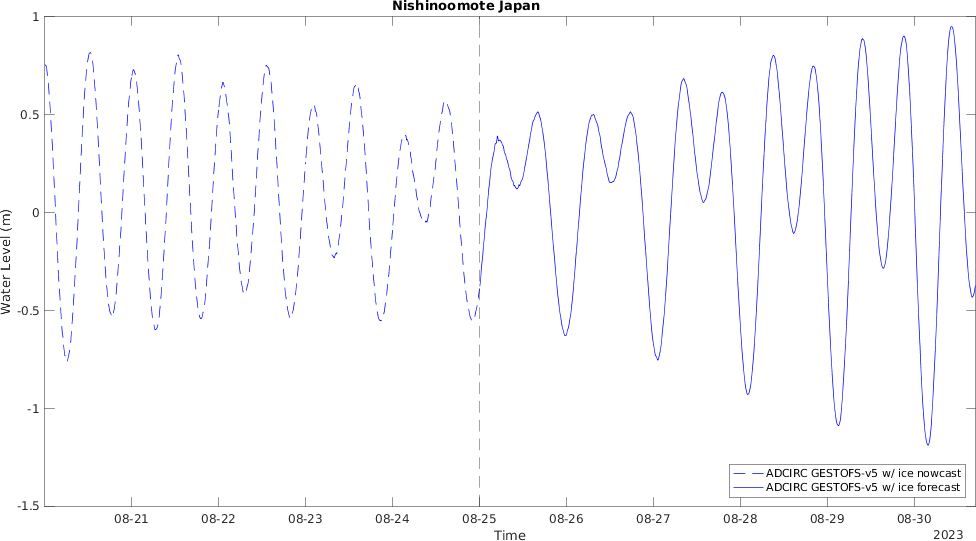 Nishinoomote Japan
1
0.5
0
-0.5
-1
-1.5
Water Level (m)
08-21 08-22 08-23 08-24 08-25 08-26 08-27 08-28 08-29 08-30
Time
2023
ADCIRC GESTOFS-v5 w/ ice nowcast
ADCIRC GESTOFS-v5 w/ ice forecast